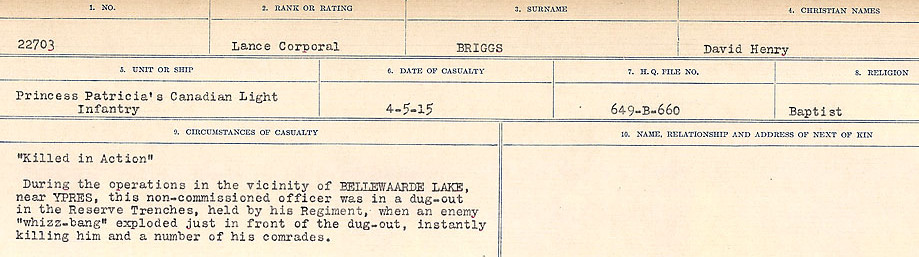 1. NO. 2. RANK OR RATING 3. SURNAME 4. CHRISTIAN NAMES
22703 Lance Corporal BRIGGS David Henry
5. UNIT OR SHIP 6. DATE OF CASUALTY 7. H.Q. FILE NO. 8. RELIGION
Princess Patricia's Canadian Light
Infantry 4-5-15 649-B-660 Baptist
9. CIRCUMSTANCES OF CASUALTY 10. NAME, RELATIONSHIP AND ADDRESS OF NEXT OF KIN
"Killed in Action"
During the operations in the vicinity of BELLEWAARDE LAKE,
near YPRES, this non-commissioned officer was in a dug-out
in the Reserve Trenches, held by his Regiment, when an enemy
"whizz-bang" exploded just in front of the dug-out, instantly
killing him and a number of his comrades.